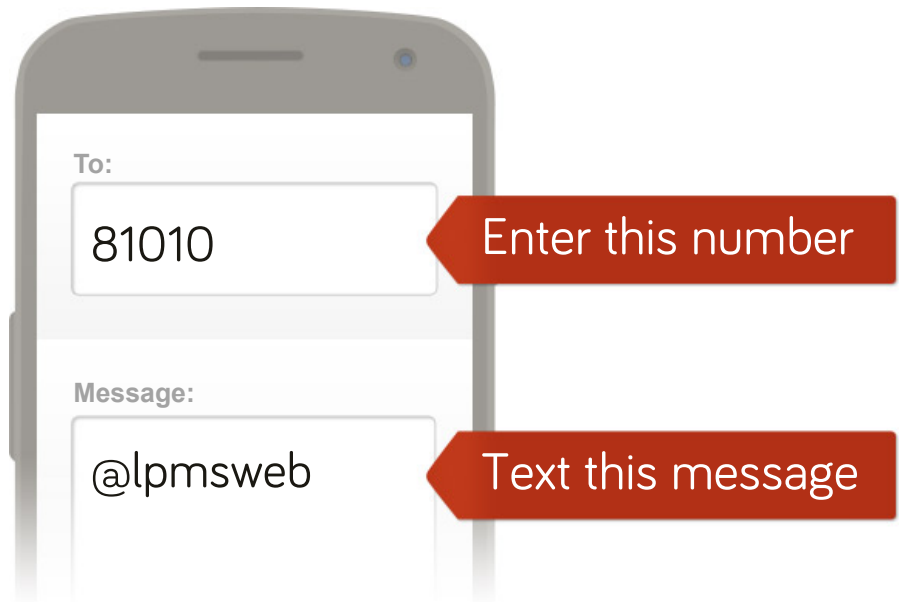 To:
81010
Enter this number
Message:
@lpmsweb
Text this message